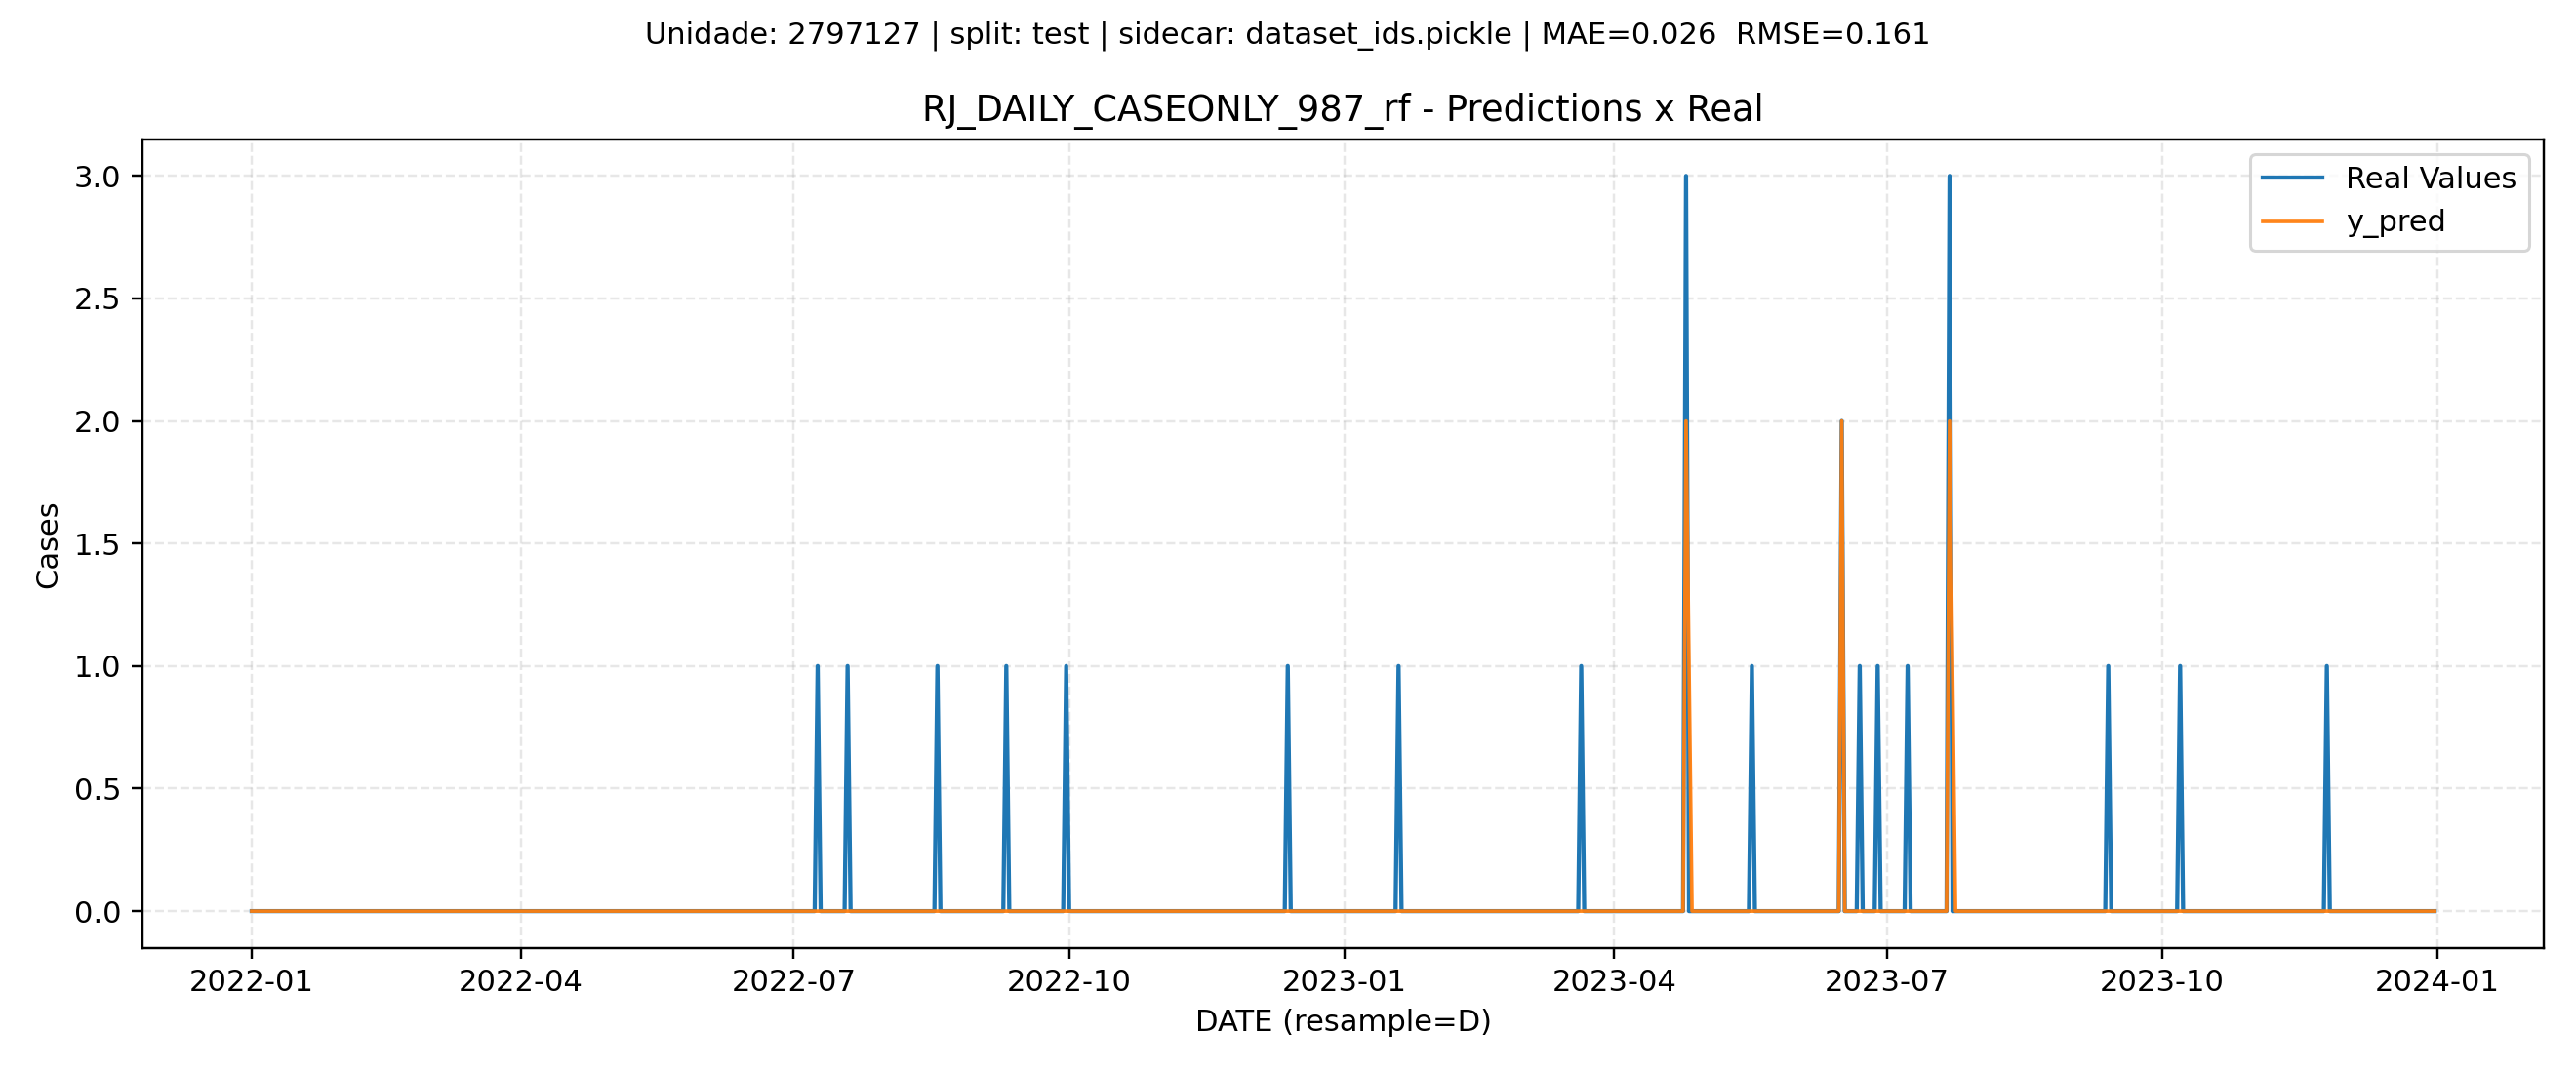 Unidade: 2797127 | split: test | sidecar: dataset_ids.pickle | MAE=0.026  RMSE=0.161
RJ_DAILY_CASEONLY_987_rf - Predictions x Real
Real Values
y_pred
Cases
3.0
2.5
2.0
1.5
1.0
0.5
0.0
2022-01 2022-04 2022-07 2022-10 2023-01 2023-04 2023-07 2023-10 2024-01
DATE (resample=D)